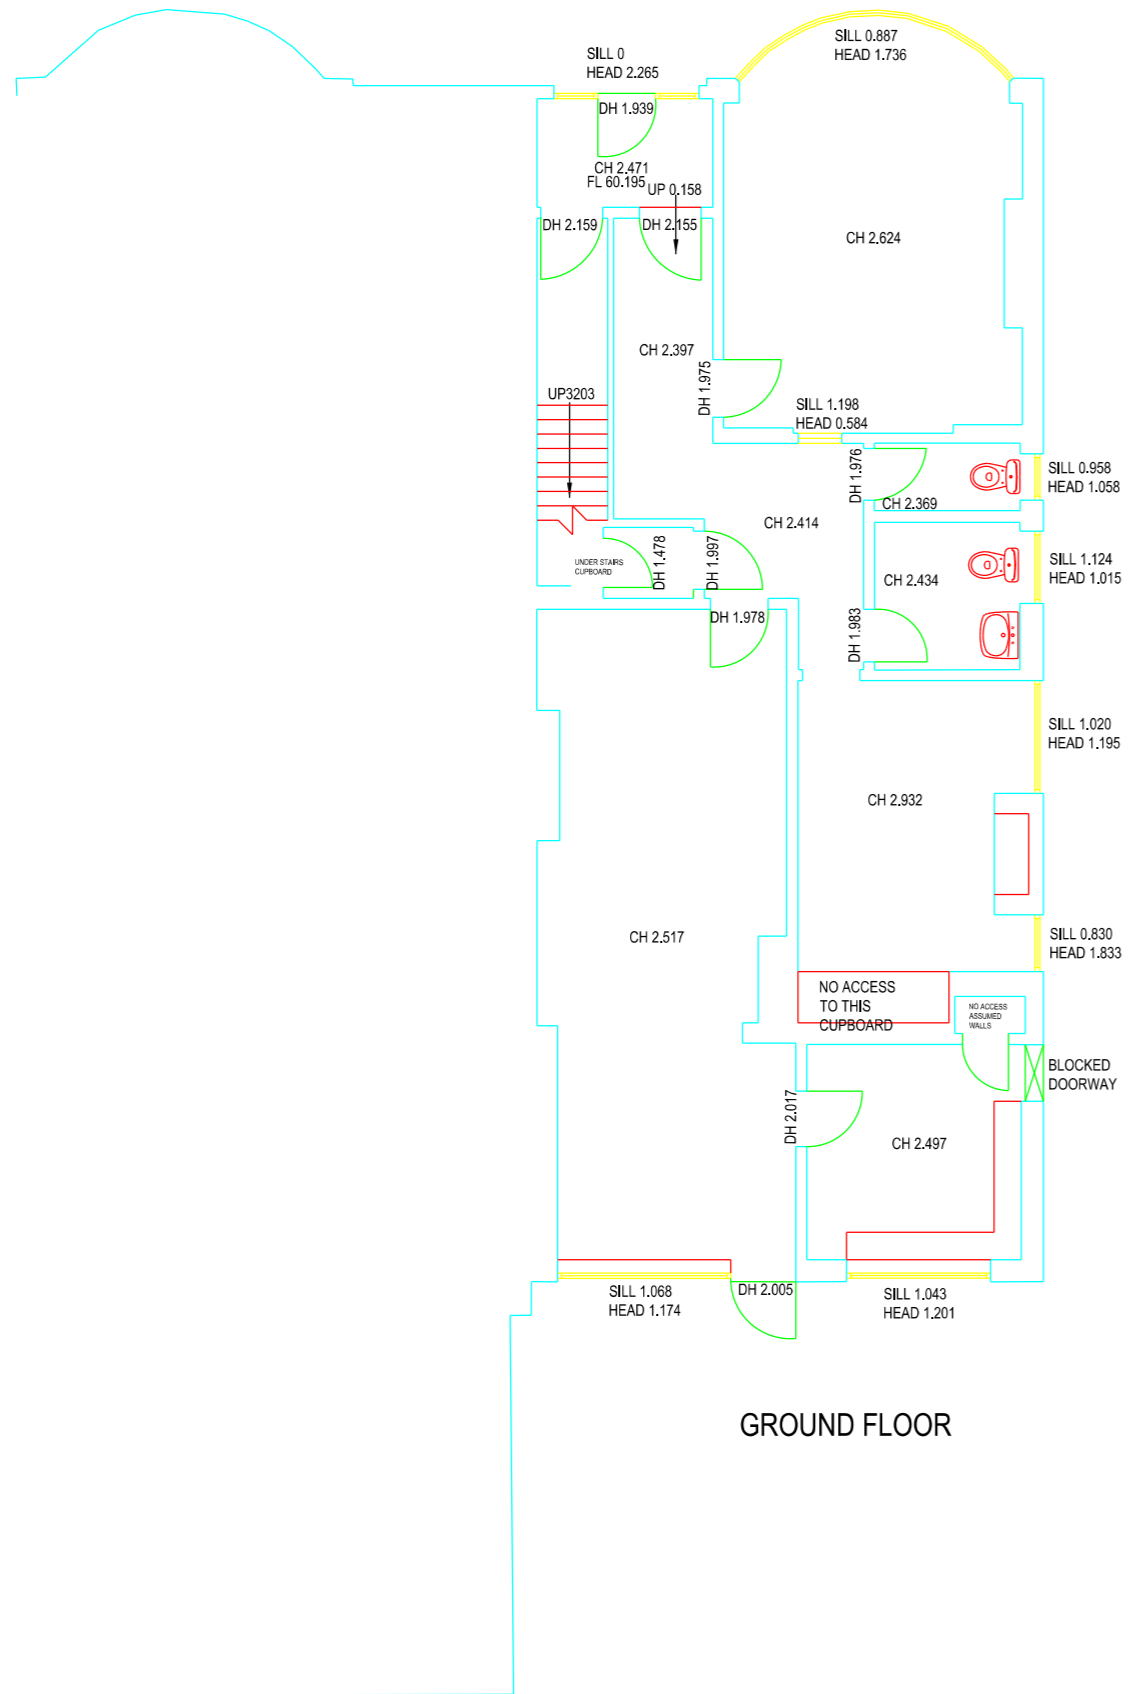 SILL 0
HEAD 2.265
SILL 0.887
HEAD 1.736
DH 1.939
CH 2.471
FL 60.195
UP 0.158
DH 2.159
DH 2.155
CH 2.624
CH 2.397
DH 1.975
UP3203
SILL 1.198
HEAD 0.584
DH 1.976
SILL 0.958
HEAD 1.058
CH 2.369
CH 2.414
UNDER STAIRS
CUPBOARD
DH 1.478
DH 1.997
SILL 1.124
HEAD 1.015
CH 2.434
DH 1.978
DH 1.983
SILL 1.020
HEAD 1.195
CH 2.932
CH 2.517
SILL 0.830
HEAD 1.833
NO ACCESS
TO THIS
CUPBOARD
NO ACCESS
ASSUMED
WALLS
BLOCKED
DOORWAY
DH 2.017
CH 2.497
SILL 1.068
HEAD 1.174
DH 2.005
SILL 1.043
HEAD 1.201
GROUND FLOOR